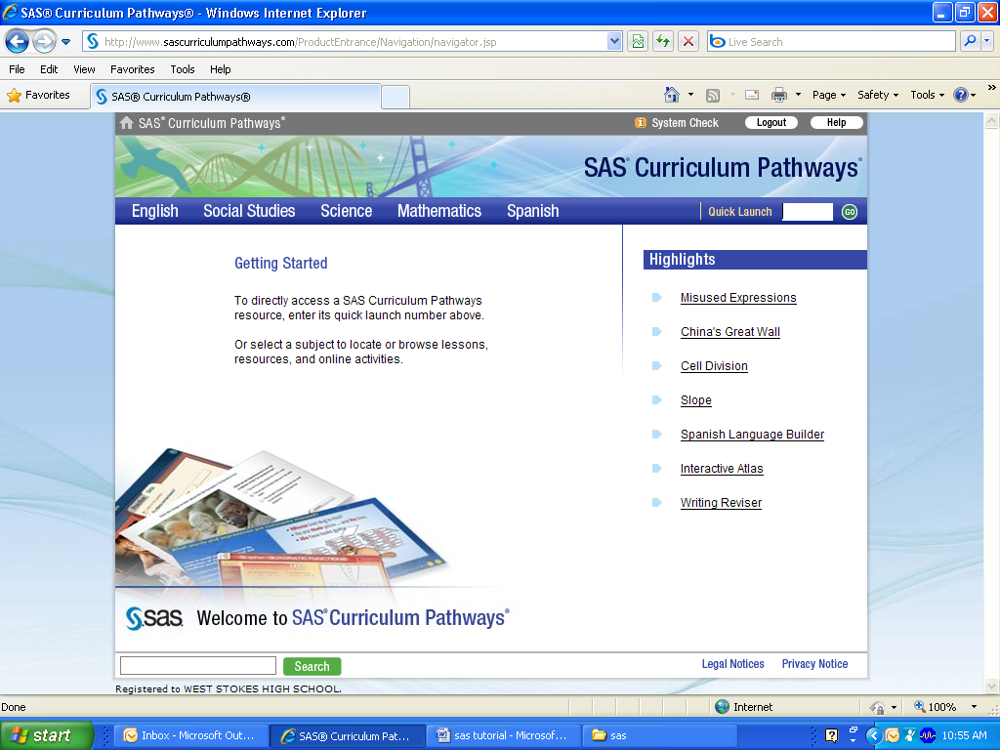 SAS® Curriculum Pathways® - Windows Internet Explorer
http://www.sascurriculumpathways.com/ProductEntrance/Navigation/navigator.jsp
Live Search
File Edit View Favorites Tools Help
Favorites
SAS® Curriculum Pathways®
Page Safety Tools
SAS® Curriculum Pathways®
System Check
Logout
Help
SAS® Curriculum Pathways®
English Social Studies Science Mathematics Spanish
Quick Launch
GO
Getting Started
To directly access a SAS Curriculum Pathways
resource, enter its quick launch number above.
Or select a subject to locate or browse lessons,
resources, and online activities.
Highlights
Misused Expressions
China's Great Wall
Cell Division
Slope
Spanish Language Builder
Interactive Atlas
Writing Reviser
sas Welcome to SAS® Curriculum Pathways®
Search
Legal Notices Privacy Notice
Registered to WEST STOKES HIGH SCHOOL.
Done
Internet
100%
start
Inbox - Microsoft Out...
SAS® Curriculum Pat...
sas tutorial - Microsof...
sas
10:55 AM